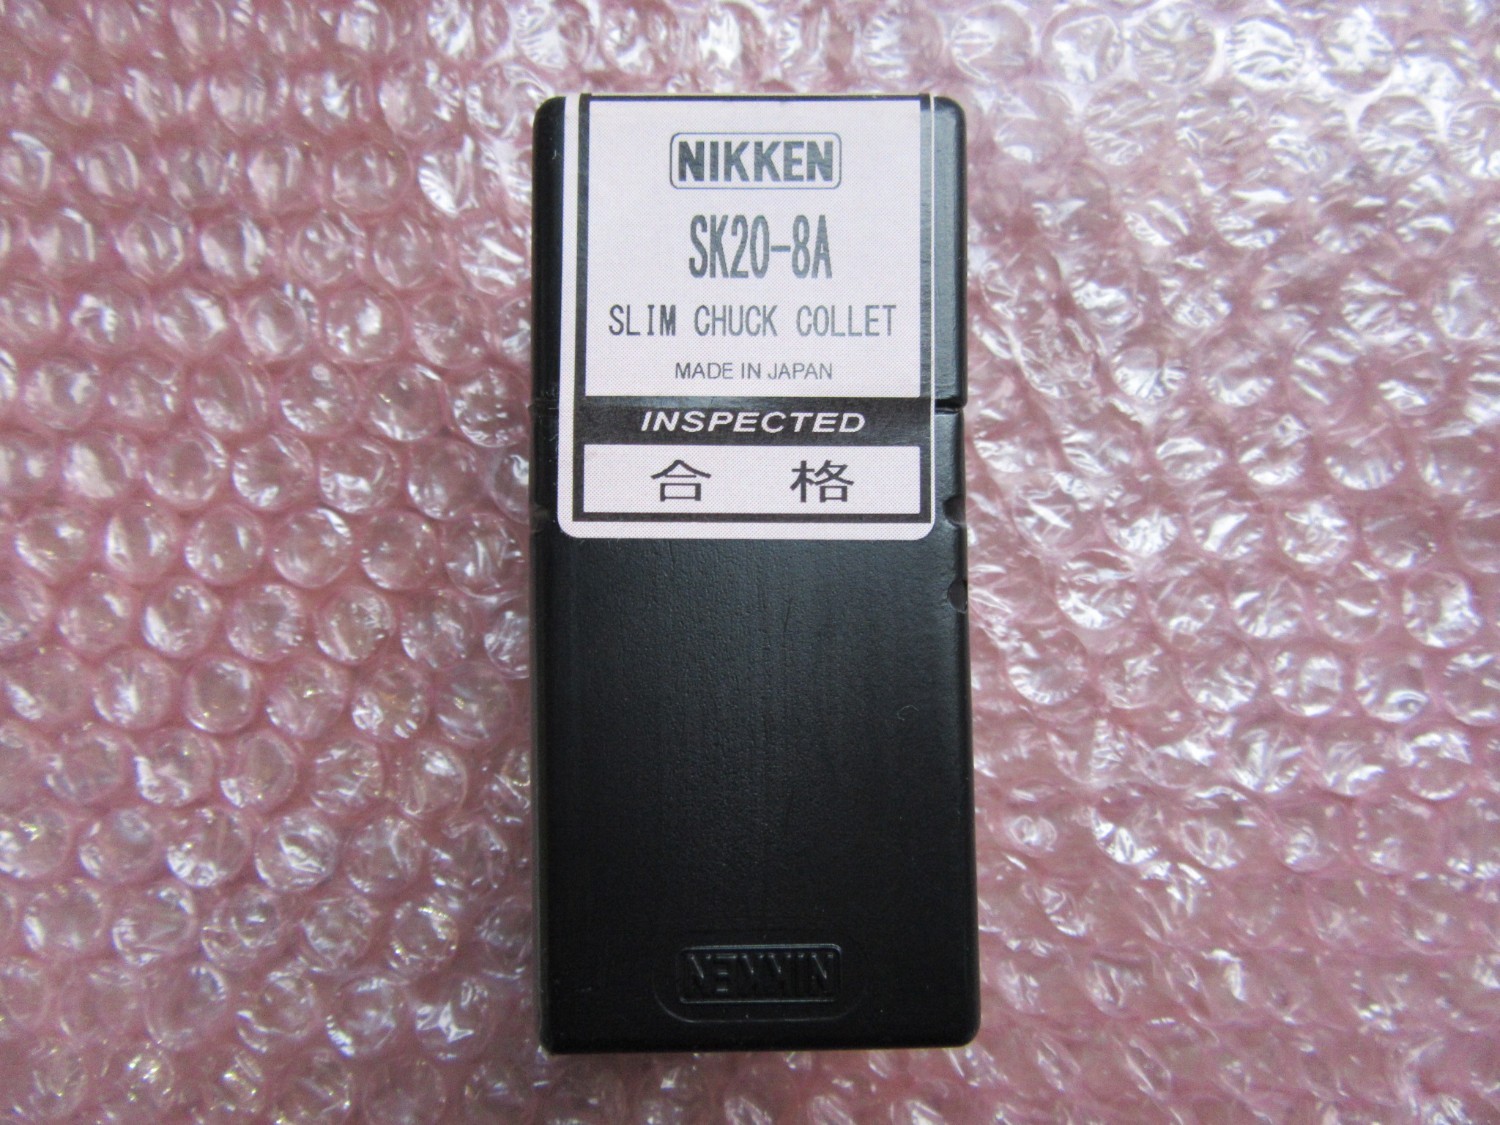 NIKKEN
SK20-8A
SLIM CHUCK COLLET
MADE IN JAPAN
INSPECTED
合 格
NIKKEN